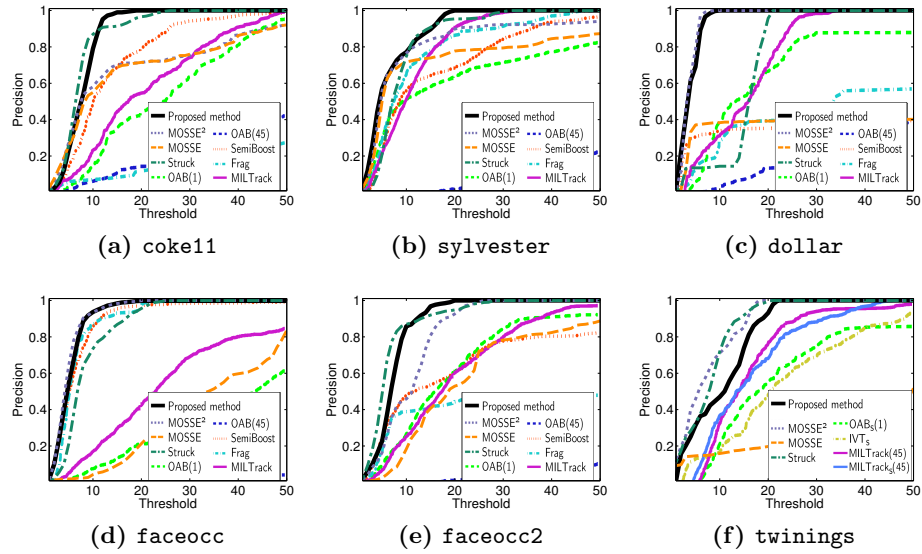 1
0.8
0.6
0.4
0.2
Precision
10 20 30 40 50
Threshold
Proposed method
MOSSE² OAB(45)
MOSSE SemiBoost
Struck Frag
OAB(1) MILTrack
(a) coke11
1
0.8
0.6
0.4
0.2
Precision
10 20 30 40 50
Threshold
Proposed method
MOSSE² OAB(45)
MOSSE SemiBoost
Struck Frag
OAB(1) MILTrack
(b) sylvester
1
0.8
0.6
0.4
0.2
Precision
10 20 30 40 50
Threshold
Proposed method
MOSSE² OAB(45)
MOSSE SemiBoost
Struck Frag
OAB(1) MILTrack
(c) dollar
1
0.8
0.6
0.4
0.2
Precision
10 20 30 40 50
Threshold
Proposed method
MOSSE² OAB(45)
MOSSE SemiBoost
Struck Frag
OAB(1) MILTrack
(d) faceocc
1
0.8
0.6
0.4
0.2
Precision
10 20 30 40 50
Threshold
Proposed method
MOSSE² OAB(45)
MOSSE SemiBoost
Struck Frag
OAB(1) MILTrack
(e) faceocc2
1
0.8
0.6
0.4
0.2
Precision
10 20 30 40 50
Threshold
Proposed method
MOSSE² OABₛ(1)
MOSSE IVTₛ
Struck MILTrack(45)
MILTrackₛ(45)
(f) twinings